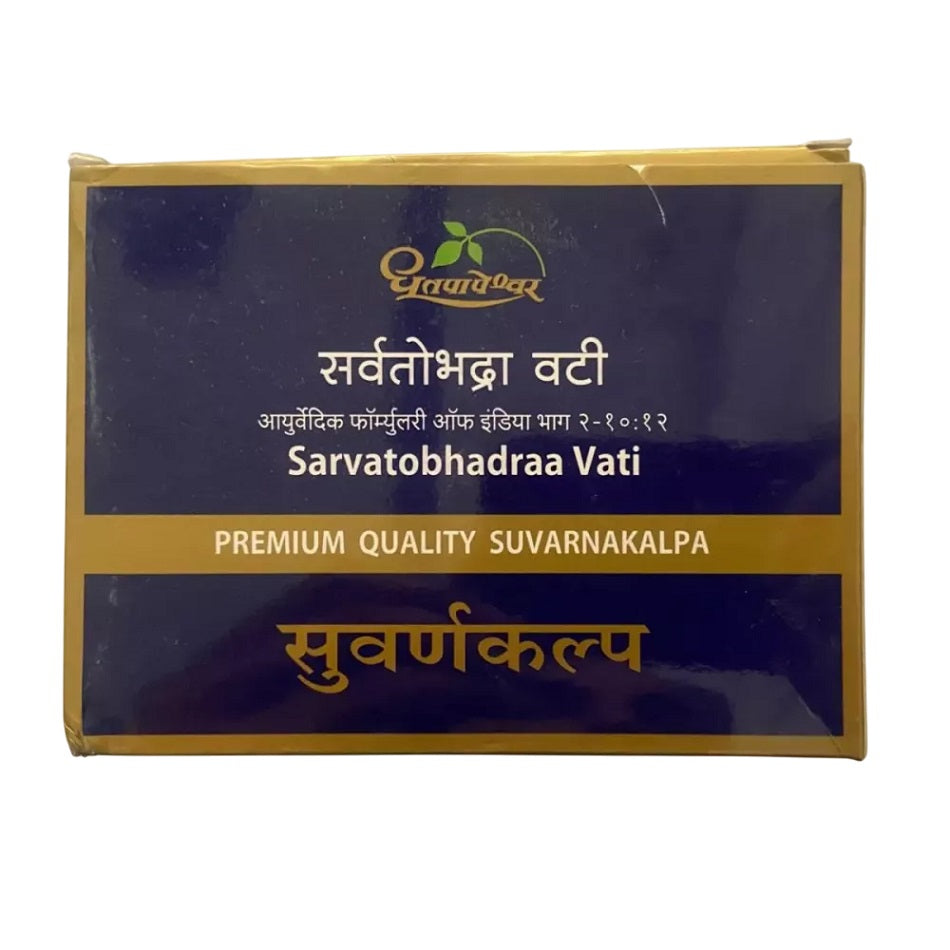 धूतपापेश्वर
सर्वतोभद्रा वटी
आयुर्वेदिक फॉर्म्युलरी ऑफ इंडिया भाग २-१०:१२
Sarvatobhadraa Vati
PREMIUM QUALITY SUVARNAKALPA
सुवर्णकल्प